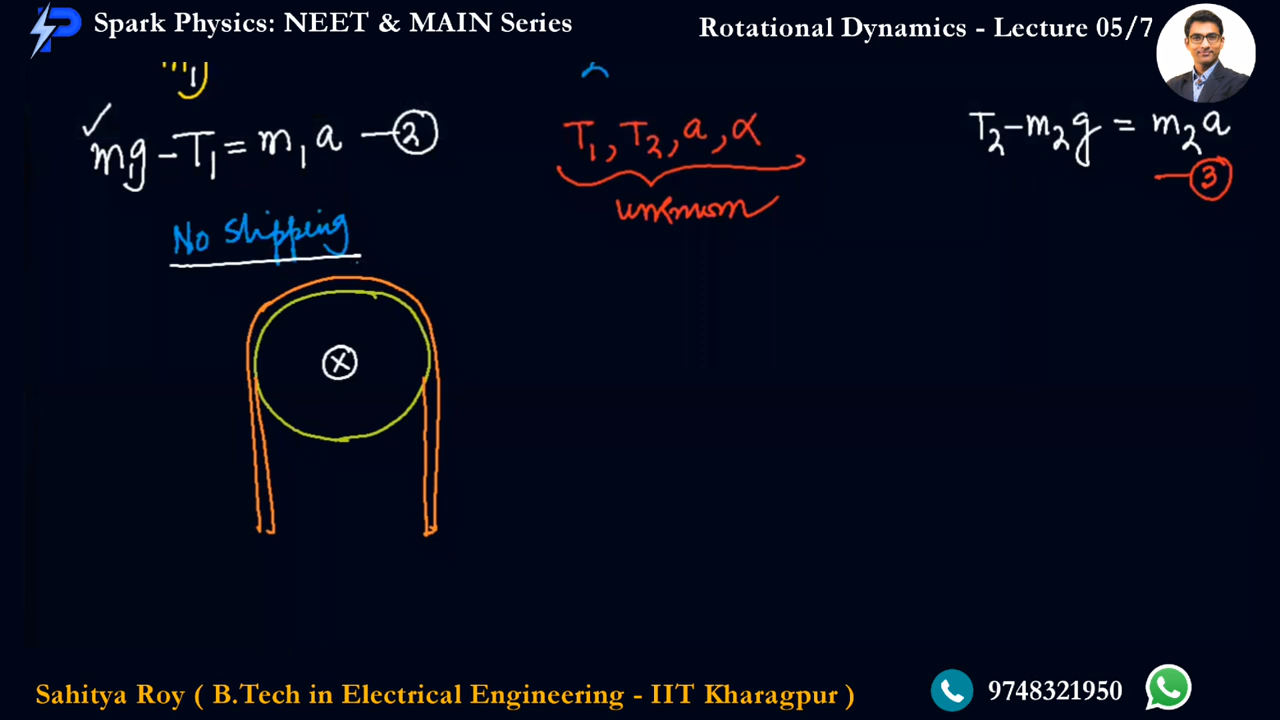 Spark Physics: NEET & MAIN Series
Rotational Dynamics - Lecture 05/7
m₁g - T₁ = m₁a — ②
T₁, T₂, a, α
unknown
T₂ - m₂g = m₂a
— ③
No slipping
⊗
Sahitya Roy ( B.Tech in Electrical Engineering - IIT Kharagpur )
9748321950